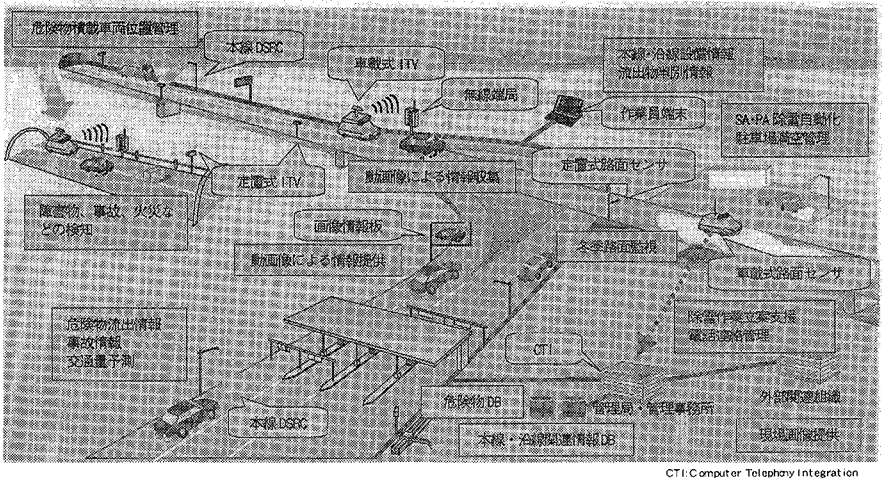 危険物積載車両位置管理
本線DSRC
車載式ITV
無線端局
本線・沿線設備情報
流出物判別情報
作業員端末
SA・PA除雪自動化
駐車場満空管理
定置式ITV
動画像による情報収集
定置式路面センサ
障害物、事故、火災な
どの検知
画像情報板
動画像による情報提供
冬季路面監視
車載式路面センサ
危険物流出情報
事故情報
交通量予測
除雪作業立案支援
電話連絡管理
CTI
危険物DB
管理局・管理事務所
外部関連組織
本線DSRC
本線・沿線関連情報DB
現場画像提供
CTI:Computer Telephony Integration